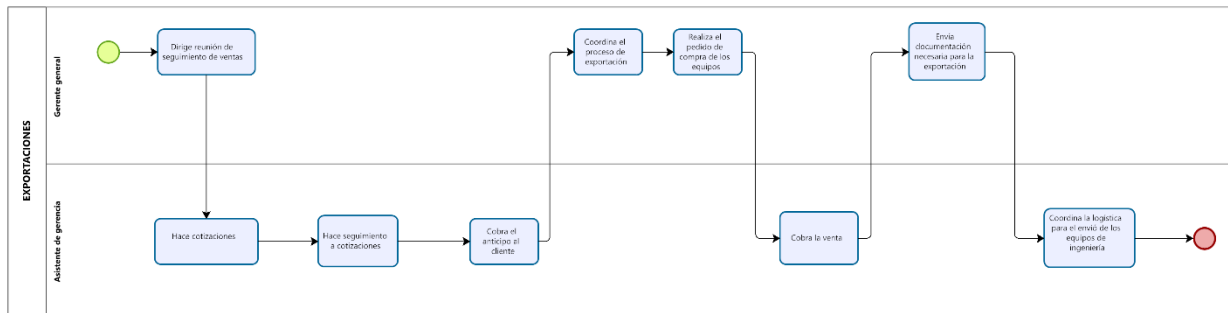 EXPORTACIONES
Gerente general
Dirige reunión de
seguimiento de ventas
Coordina el
proceso de
exportación
Realiza el
pedido de
compra de los
equipos
Envía
documentación
necesaria para la
exportación
Asistente de gerencia
Hace cotizaciones
Hace seguimiento
a cotizaciones
Cobra el
anticipo al
cliente
Cobra la venta
Coordina la logística
para el envió de los
equipos de
ingeniería